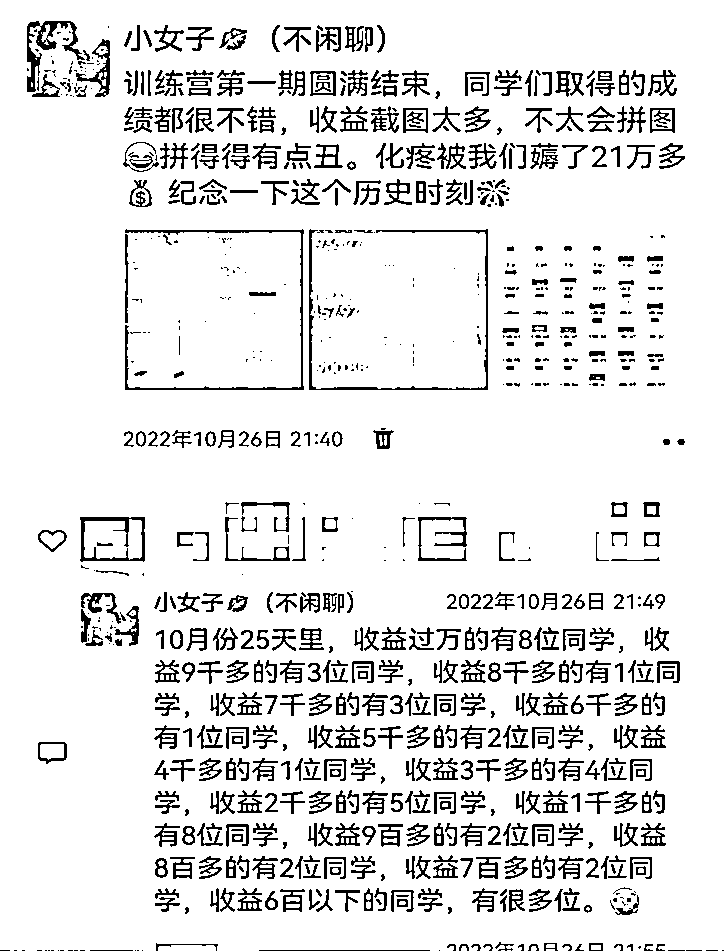 小女子🪐（不闲聊）
训练营第一期圆满结束，同学们取得的成
绩都很不错，收益截图太多，不太会拼图
😂拼得得有点丑。化疼被我们薅了21万多
💰 纪念一下这个历史时刻🎉
2022年10月26日 21:40
小女子🪐（不闲聊）
2022年10月26日 21:49
10月份25天里，收益过万的有8位同学，收
益9千多的有3位同学，收益8千多的有1位同
学，收益7千多的有3位同学，收益6千多的
有1位同学，收益5千多的有2位同学，收益
4千多的有1位同学，收益3千多的有4位同
学，收益2千多的有5位同学，收益1千多的
有8位同学，收益9百多的有2位同学，收益
8百多的有2位同学，收益7百多的有2位同
学，收益6百以下的同学，有很多位。
2022年10月26日 21:55